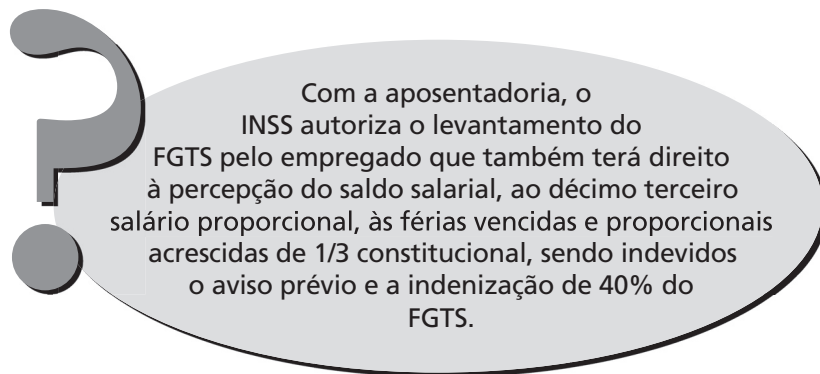 ?
Com a aposentadoria, o
INSS autoriza o levantamento do
FGTS pelo empregado que também terá direito
à percepção do saldo salarial, ao décimo terceiro
salário proporcional, às férias vencidas e proporcionais
acrescidas de 1/3 constitucional, sendo indevidos
o aviso prévio e a indenização de 40% do
FGTS.